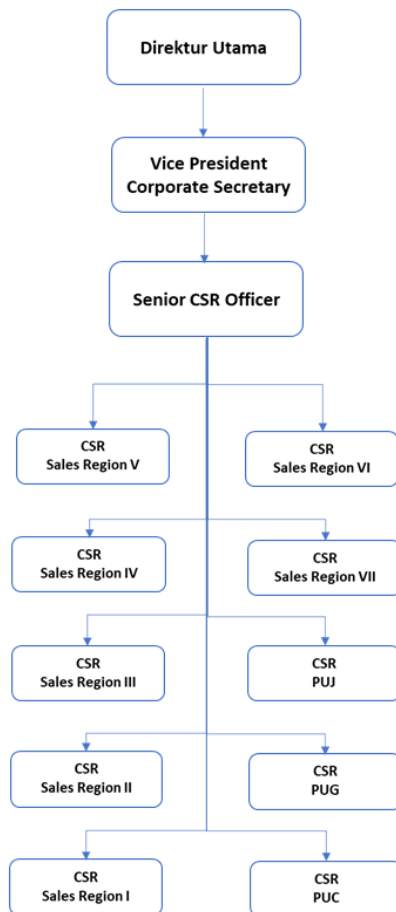 Direktur Utama
Vice President
Corporate Secretary
Senior CSR Officer
CSR
Sales Region V
CSR
Sales Region VI
CSR
Sales Region IV
CSR
Sales Region VII
CSR
Sales Region III
CSR
PUJ
CSR
Sales Region II
CSR
PUG
CSR
Sales Region I
CSR
PUC